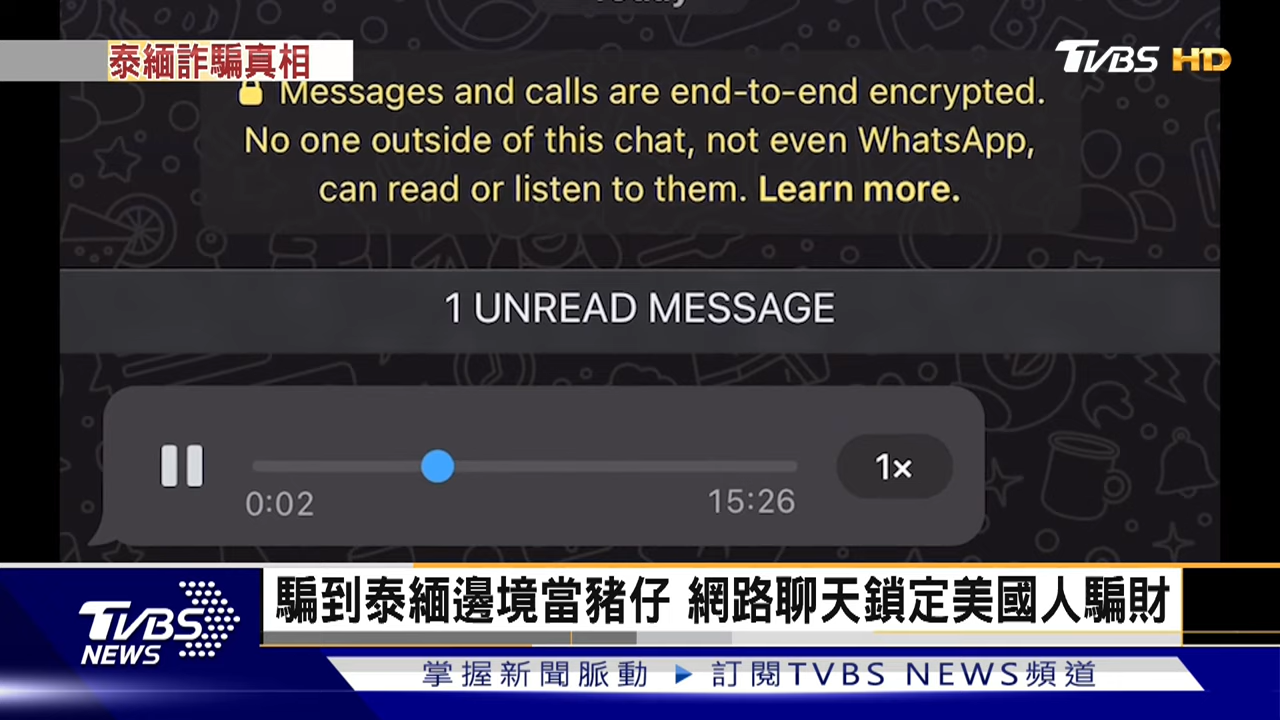 泰緬詐騙真相
TVBS HD
Messages and calls are end-to-end encrypted.
No one outside of this chat, not even WhatsApp,
can read or listen to them. Learn more.
1 UNREAD MESSAGE
1×
0:02
15:26
騙到泰緬邊境當豬仔 網路聊天鎖定美國人騙財
TVBS
NEWS
掌握新聞脈動 ▶ 訂閱TVBS NEWS頻道